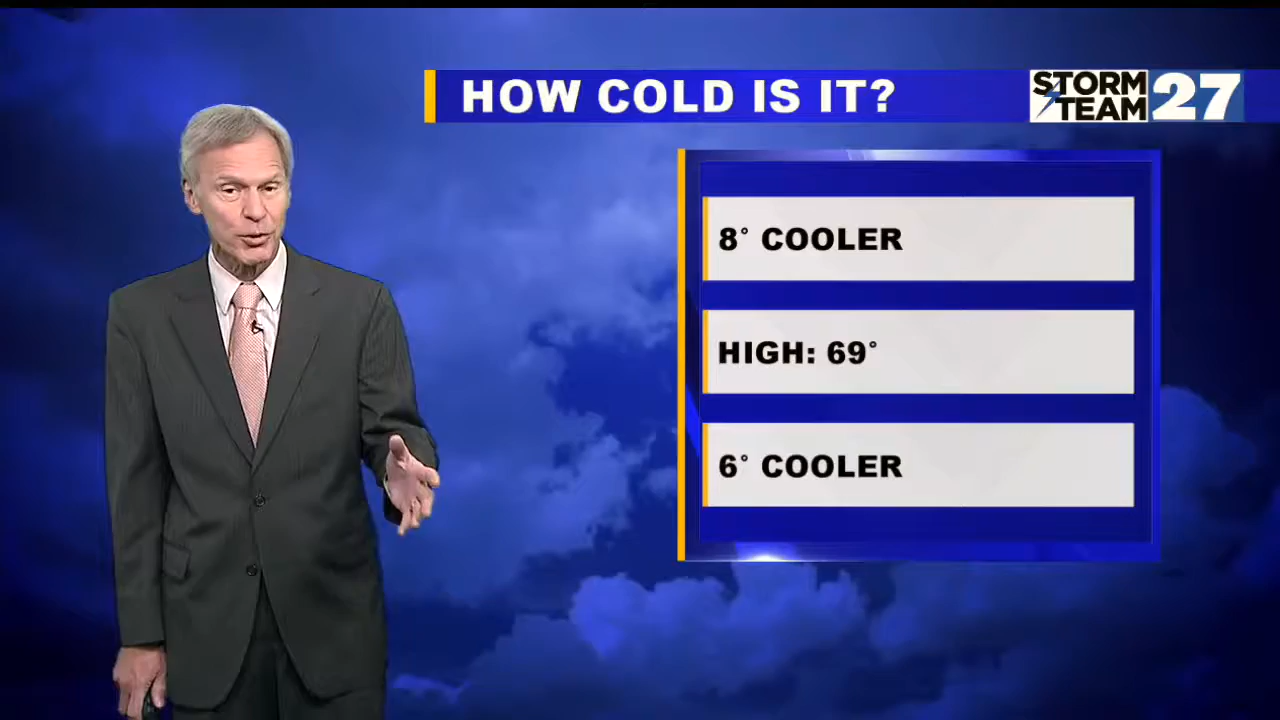 HOW COLD IS IT?
STORM
TEAM
27
8° COOLER
HIGH: 69°
6° COOLER